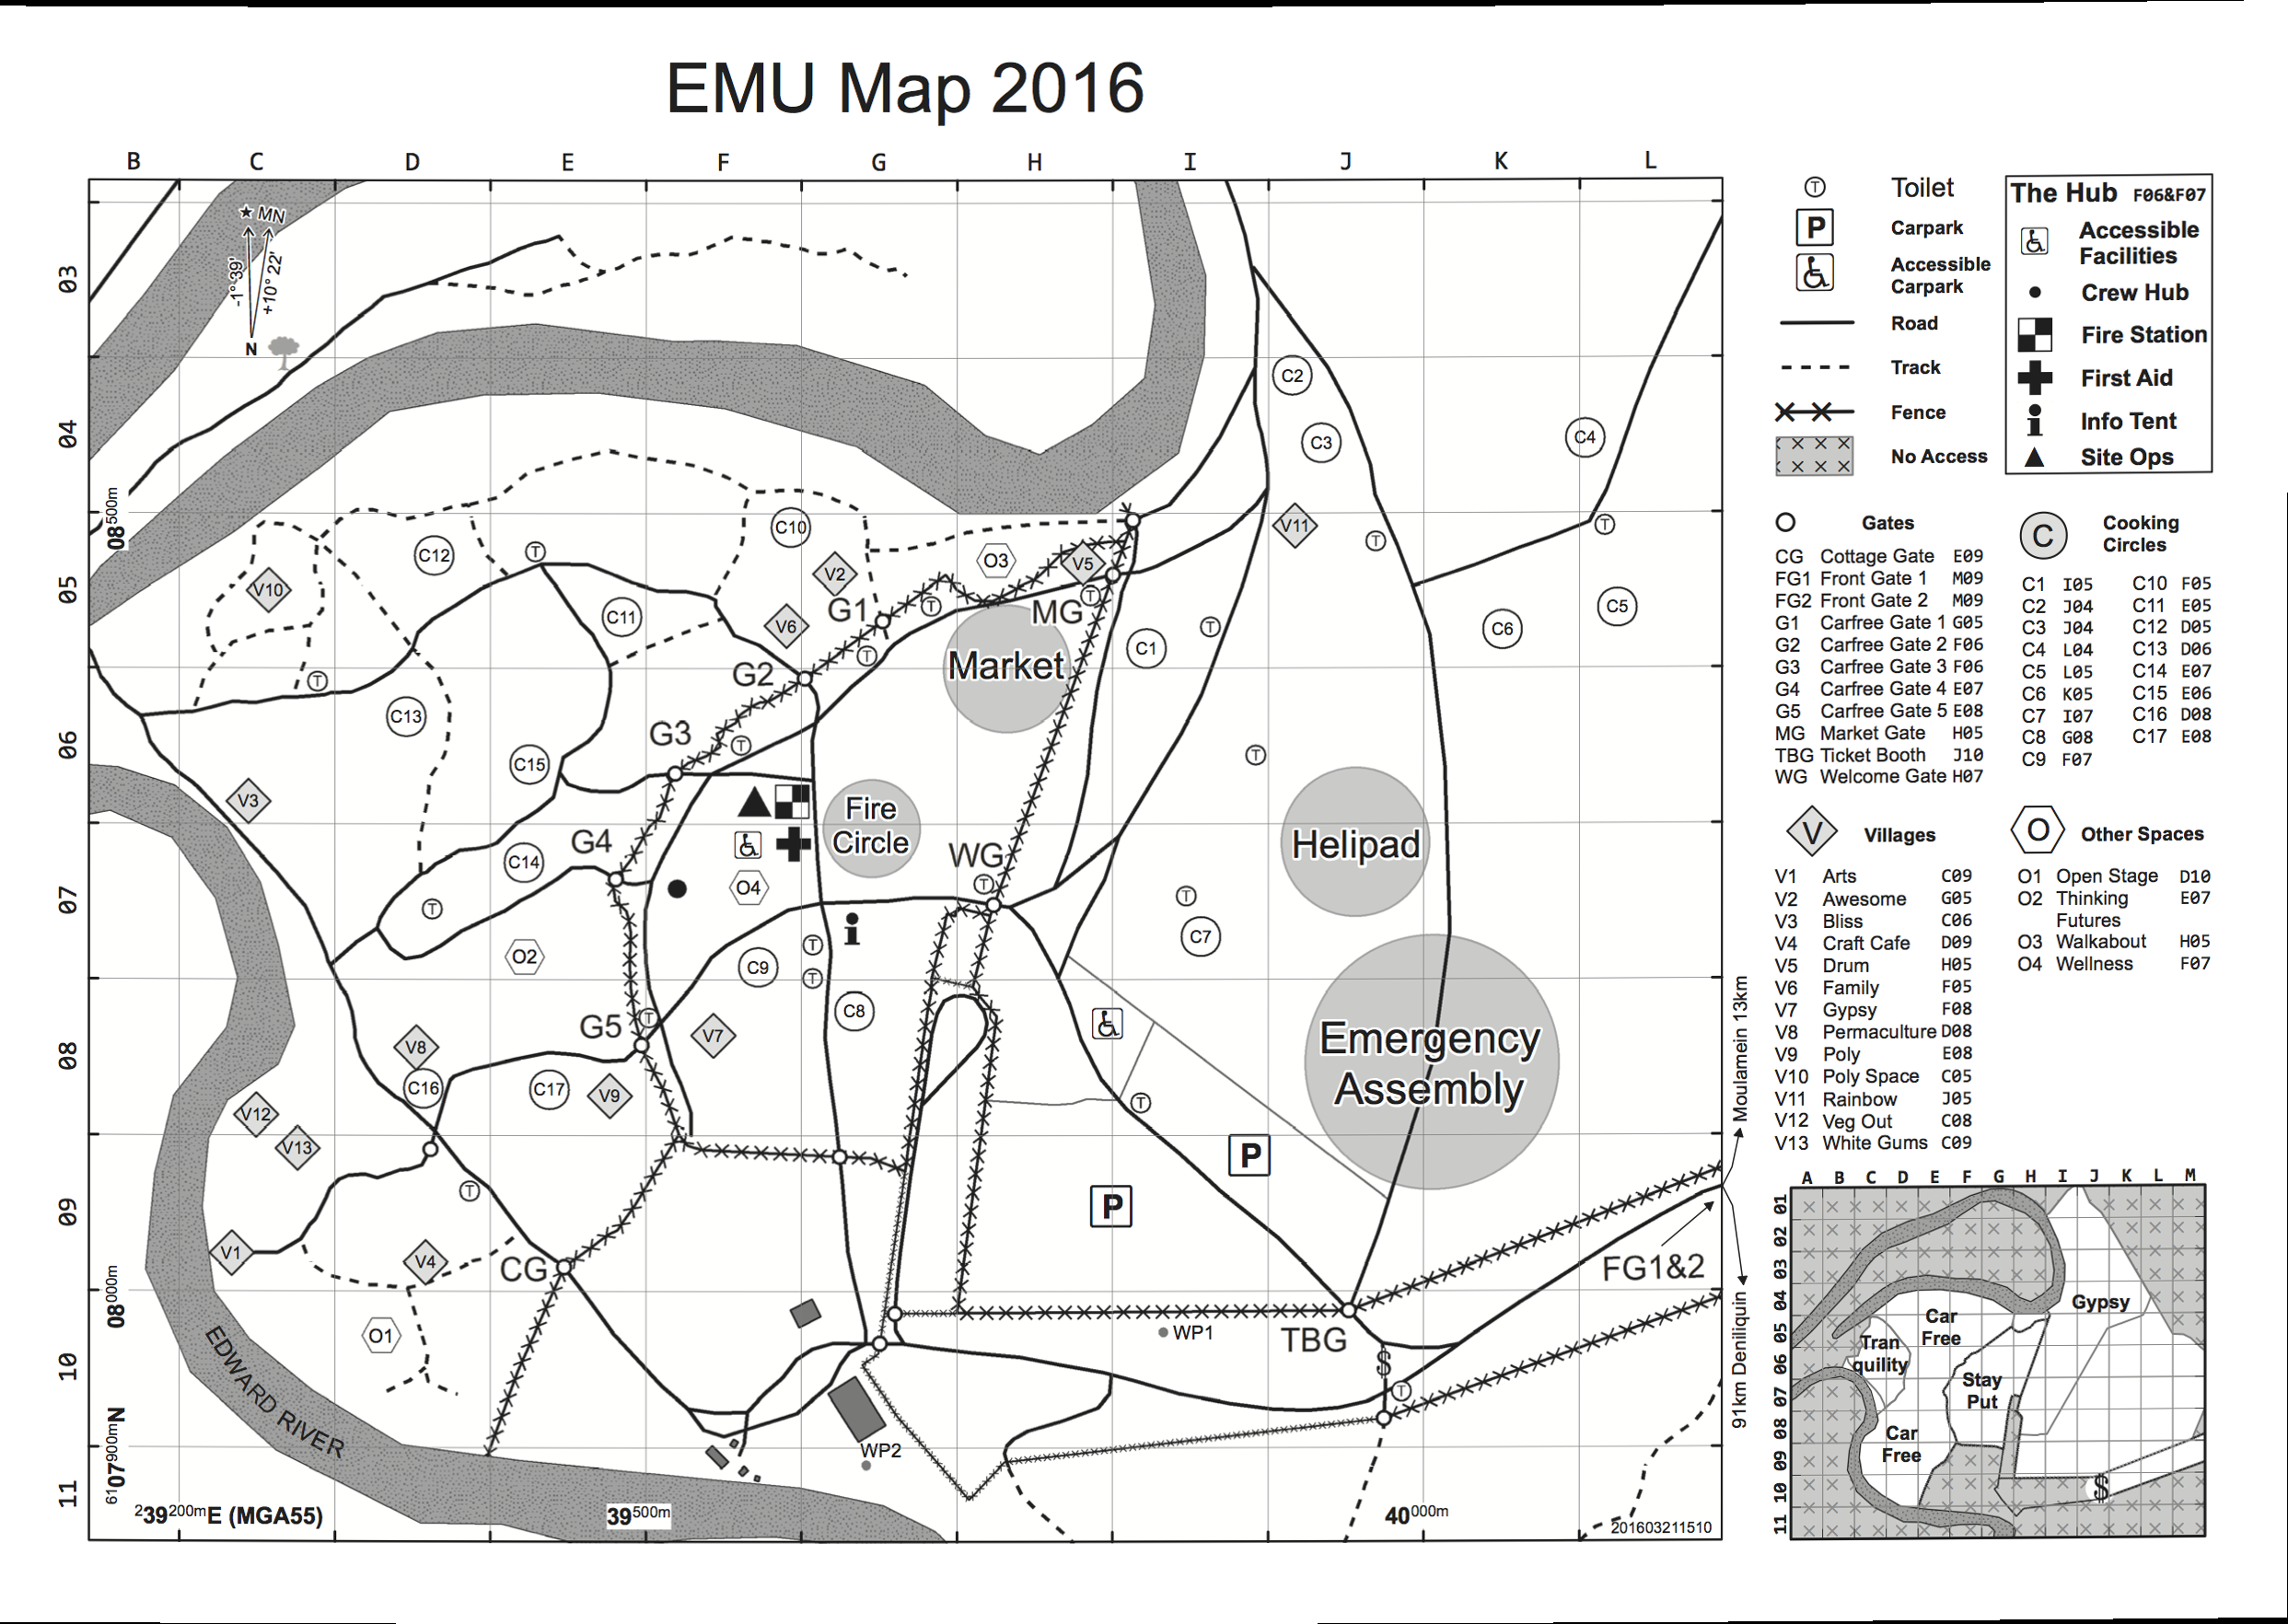 EMU Map 2016
B C D E F G H I J K L
03
04
05
06
07
08
09
10
11
★ MN
-1° 39'
+10° 22'
N
08500m
08000m
6107900mN
239200mE (MGA55)
39500m
40000m
201603211510
EDWARD RIVER
C2
C3
C4
C10
V11
C12
T
O3
V5
V2
V10
G1
T
MG
T
C5
C11
V6
C6
T
C1
T
Market
G2
T
C13
G3
T
T
C15
V3
Fire
Circle
G4
Helipad
C14
WG
O4
T
T
T
C7
O2
C9
T
T
i
C8
G5
T
V7
Emergency
Assembly
V8
C16
C17
V9
T
V12
V13
P
T
P
V1
V4
CG
FG1&2
O1
WP1
TBG
$
T
WP2
T
T
Moulamein 13km
91km Deniliquin
T Toilet
P Carpark
Accessible
Carpark
Road
Track
Fence
No Access
The Hub F06&F07
Accessible
Facilities
Crew Hub
Fire Station
First Aid
i Info Tent
Site Ops
Gates
CG Cottage Gate E09
FG1 Front Gate 1 M09
FG2 Front Gate 2 M09
G1 Carfree Gate 1 G05
G2 Carfree Gate 2 F06
G3 Carfree Gate 3 F06
G4 Carfree Gate 4 E07
G5 Carfree Gate 5 E08
MG Market Gate H05
TBG Ticket Booth J10
WG Welcome Gate H07
C Cooking
Circles
C1 I05 C10 F05
C2 J04 C11 E05
C3 J04 C12 D05
C4 L04 C13 D06
C5 L05 C14 E07
C6 K05 C15 E06
C7 I07 C16 D08
C8 G08 C17 E08
C9 F07
V Villages
V1 Arts C09
V2 Awesome G05
V3 Bliss C06
V4 Craft Cafe D09
V5 Drum H05
V6 Family F05
V7 Gypsy F08
V8 Permaculture D08
V9 Poly E08
V10 Poly Space C05
V11 Rainbow J05
V12 Veg Out C08
V13 White Gums C09
O Other Spaces
O1 Open Stage D10
O2 Thinking E07
Futures
O3 Walkabout H05
O4 Wellness F07
A B C D E F G H I J K L M
01
02
03
04
05
06
07
08
09
10
11
Gypsy
Car
Free
Tran
quility
Stay
Put
Car
Free
$